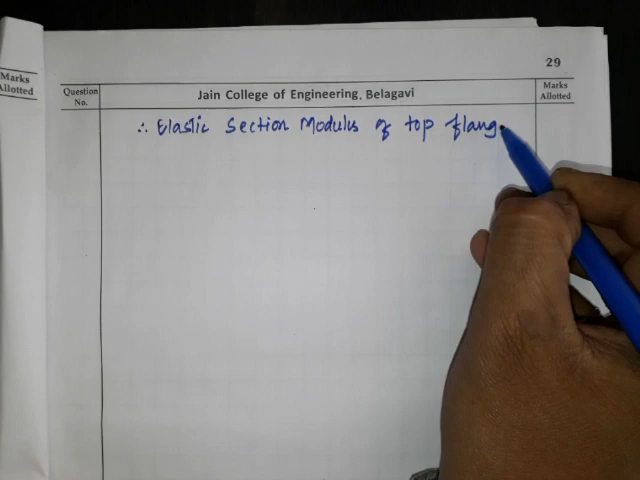 29
Marks
Allotted
Question
No.
Jain College of Engineering, Belagavi
Marks
Allotted
∴ Elastic Section Modulus of top flang